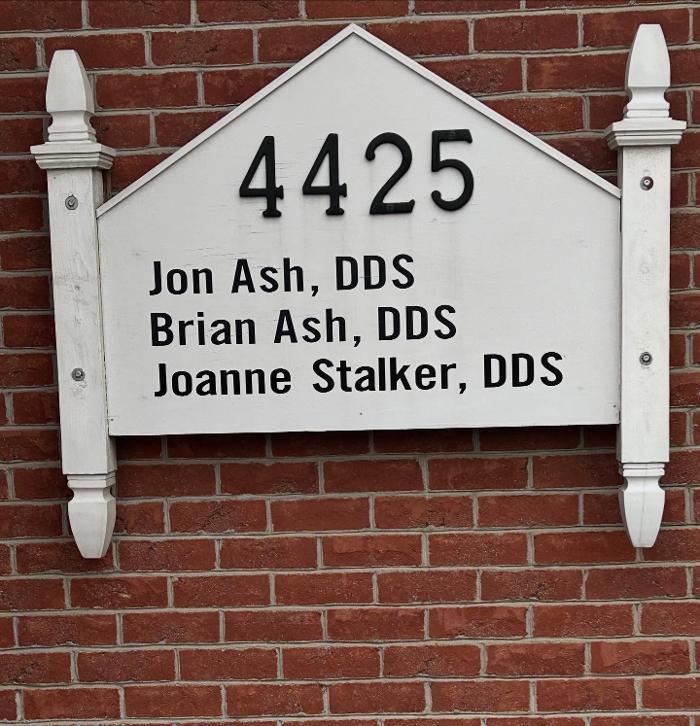 4425
Jon Ash, DDS
Brian Ash, DDS
Joanne Stalker, DDS